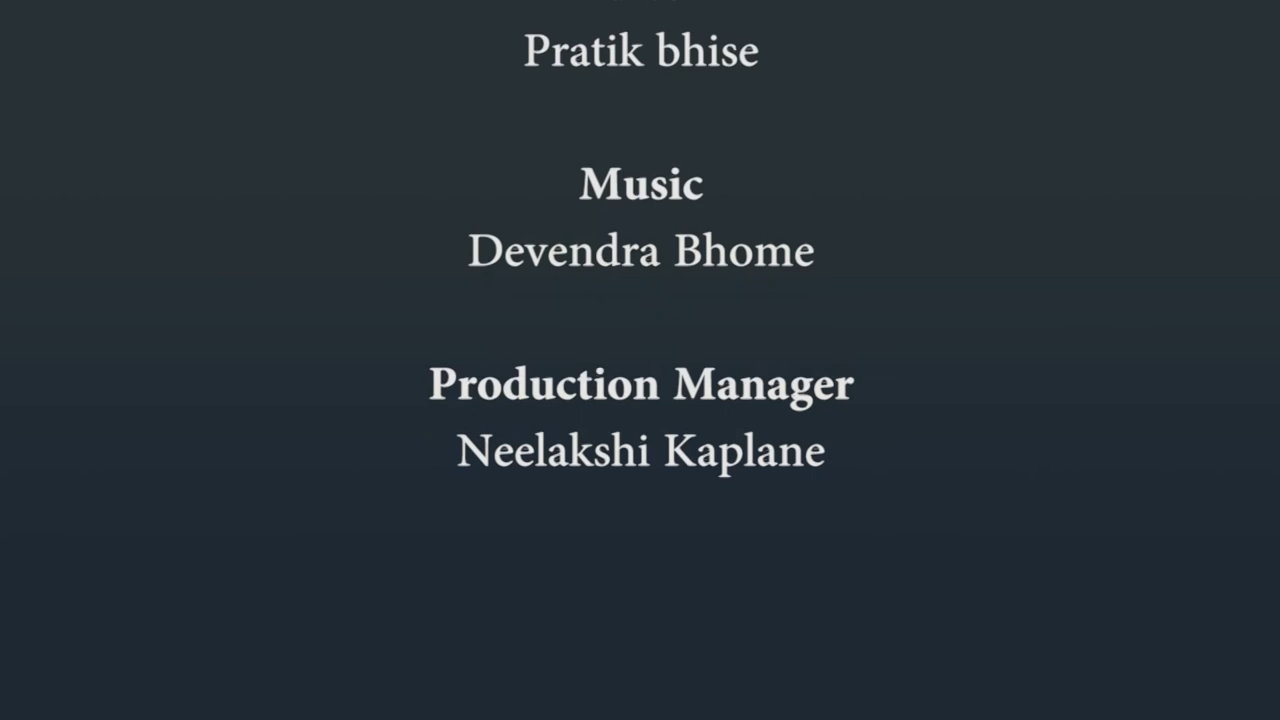 Pratik bhise
Music
Devendra Bhome
Production Manager
Neelakshi Kaplane